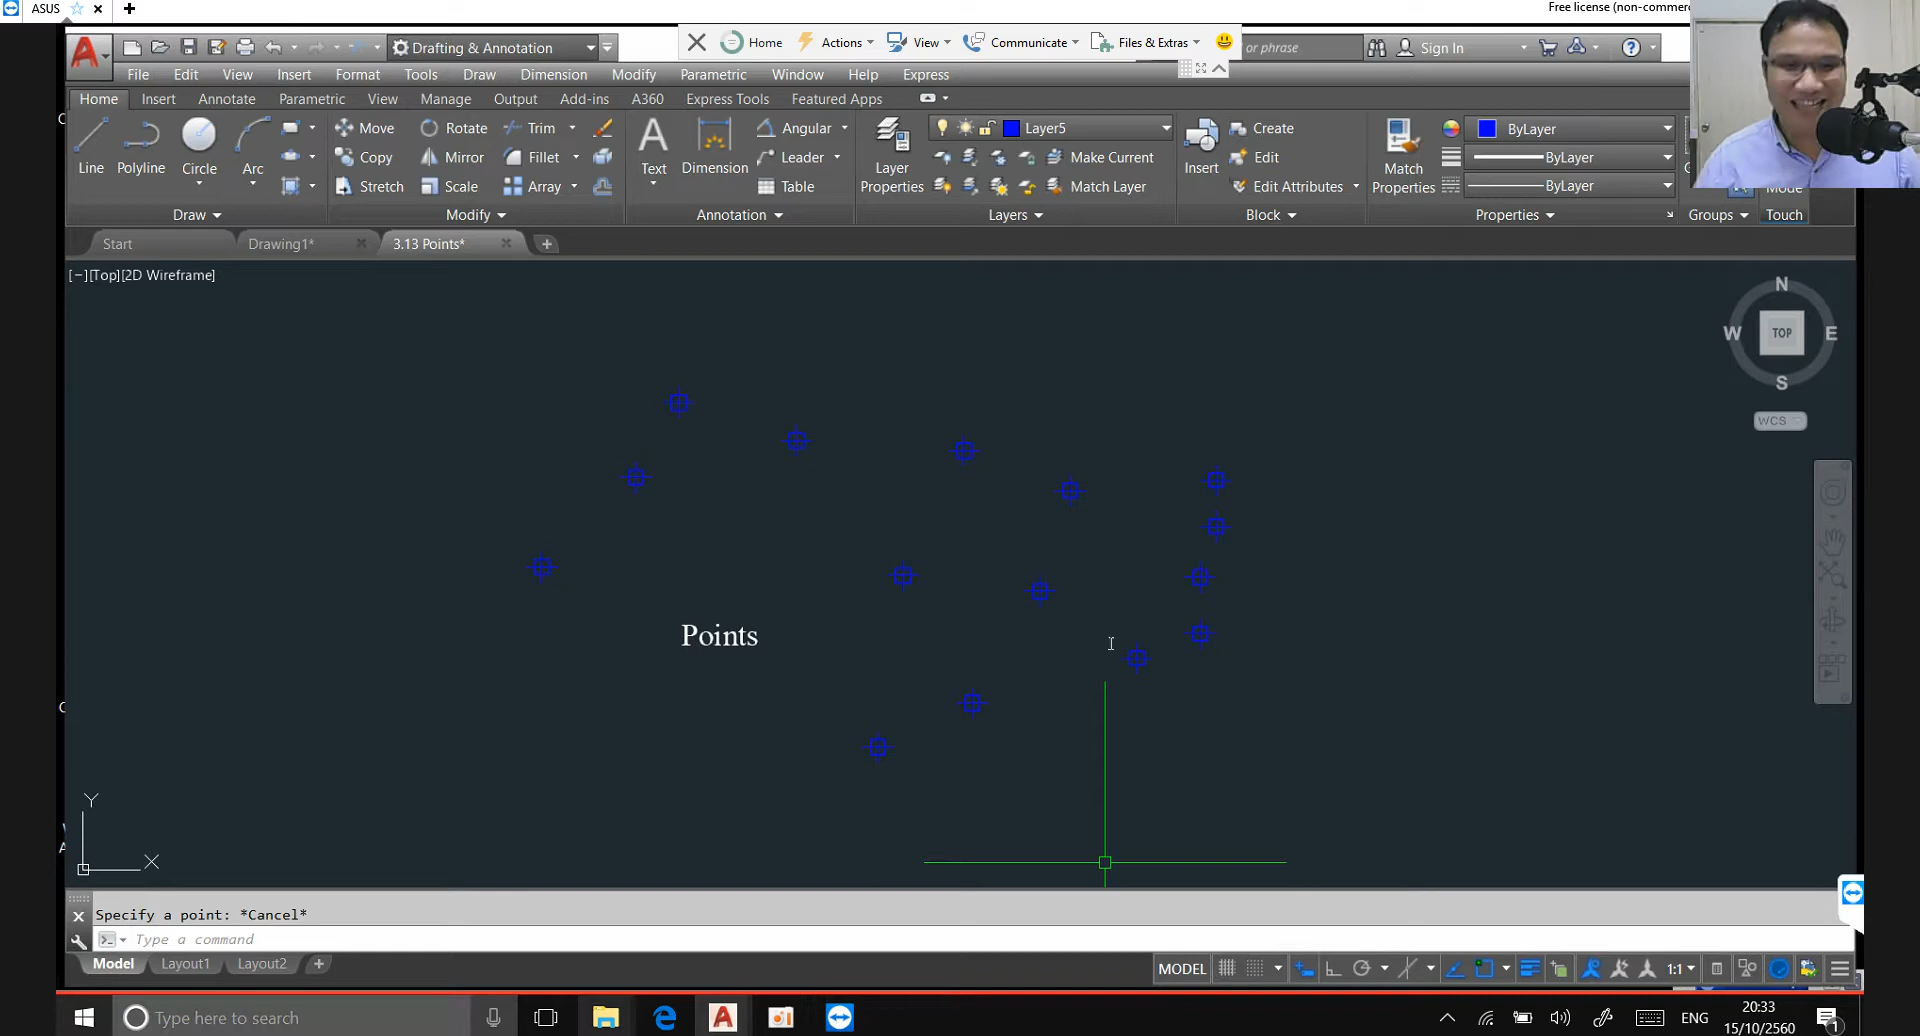 ASUS
Free license (non-commerc
Drafting & Annotation
Home
Actions
View
Communicate
Files & Extras
or phrase
Sign In
File Edit View Insert Format Tools Draw Dimension Modify Parametric Window Help Express
Home Insert Annotate Parametric View Manage Output Add-ins A360 Express Tools Featured Apps
Line
Polyline
Circle
Arc
Move
Rotate
Trim
Copy
Mirror
Fillet
Stretch
Scale
Array
Text
Dimension
Angular
Leader
Table
Layer
Properties
Layer5
Make Current
Match Layer
Insert
Create
Edit
Edit Attributes
Match
Properties
ByLayer
ByLayer
ByLayer
Mode
Draw
Modify
Annotation
Layers
Block
Properties
Groups
Touch
Start
Drawing1*
3.13 Points*
[−][Top][2D Wireframe]
N
W
TOP
E
S
WCS
Points
Y
X
Specify a point: *Cancel*
Type a command
Model
Layout1
Layout2
MODEL
1:1
Type here to search
ENG
20:33
15/10/2560
1